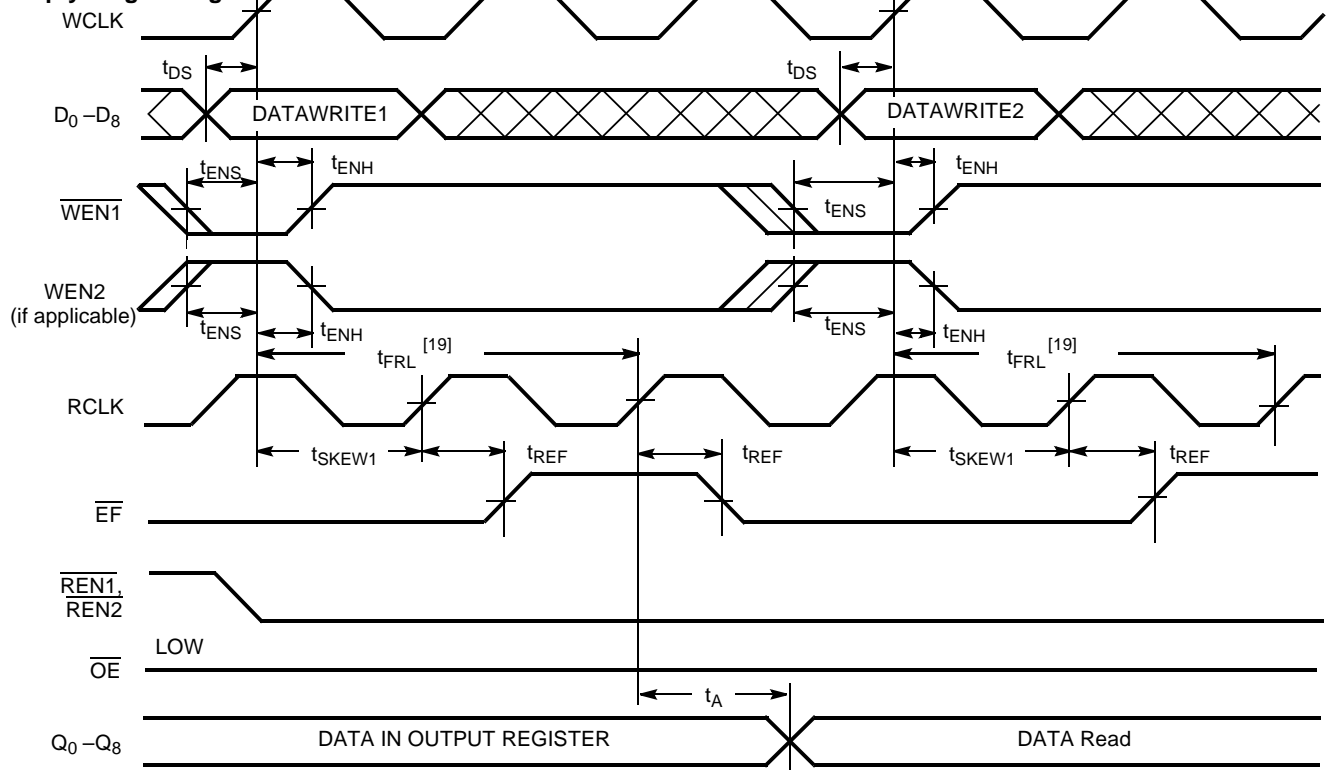 WCLK
tDS
tDS
D0 –D8
DATAWRITE1
DATAWRITE2
tENS
tENH
tENH
WEN1
tENS
WEN2
(if applicable)
tENS
tENH
tENS
tENH
tFRL [19]
tFRL [19]
RCLK
tSKEW1
tREF
tREF
tSKEW1
tREF
EF
REN1,
REN2
LOW
OE
tA
Q0 –Q8
DATA IN OUTPUT REGISTER
DATA Read